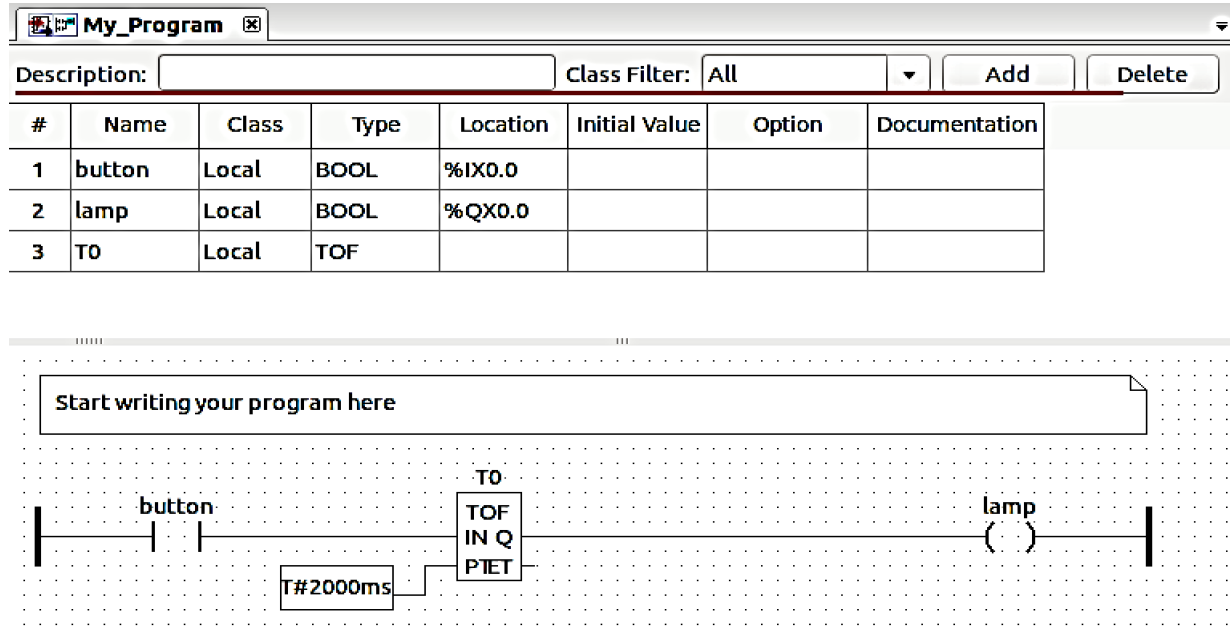 My_Program
Description: Class Filter: All Add Delete
# Name Class Type Location Initial Value Option Documentation
1 button Local BOOL %IX0.0
2 lamp Local BOOL %QX0.0
3 T0 Local TOF
Start writing your program here
T0
button TOF lamp
IN Q
PT ET
T#2000ms